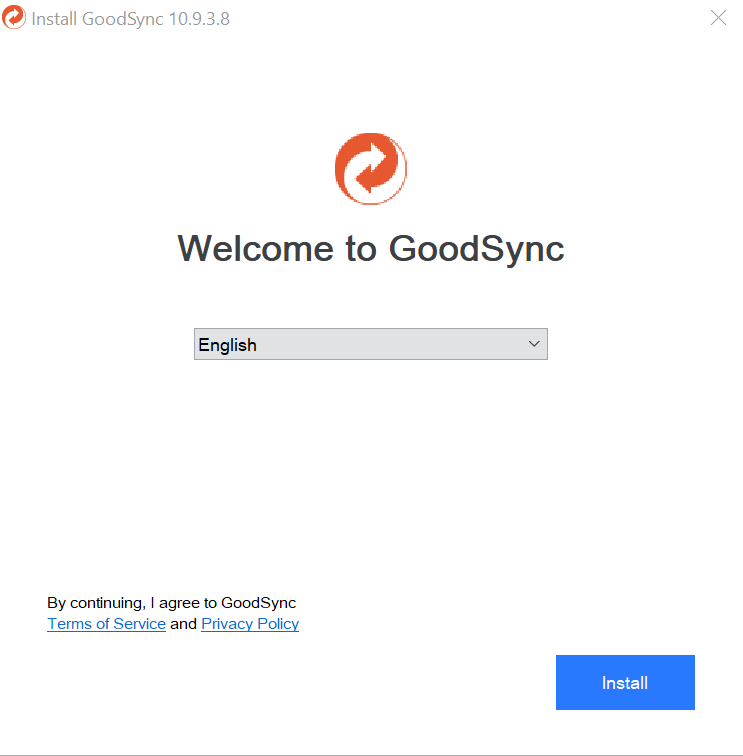 Install GoodSync 10.9.3.8
Welcome to GoodSync
English
By continuing, I agree to GoodSync
Terms of Service and Privacy Policy
Install